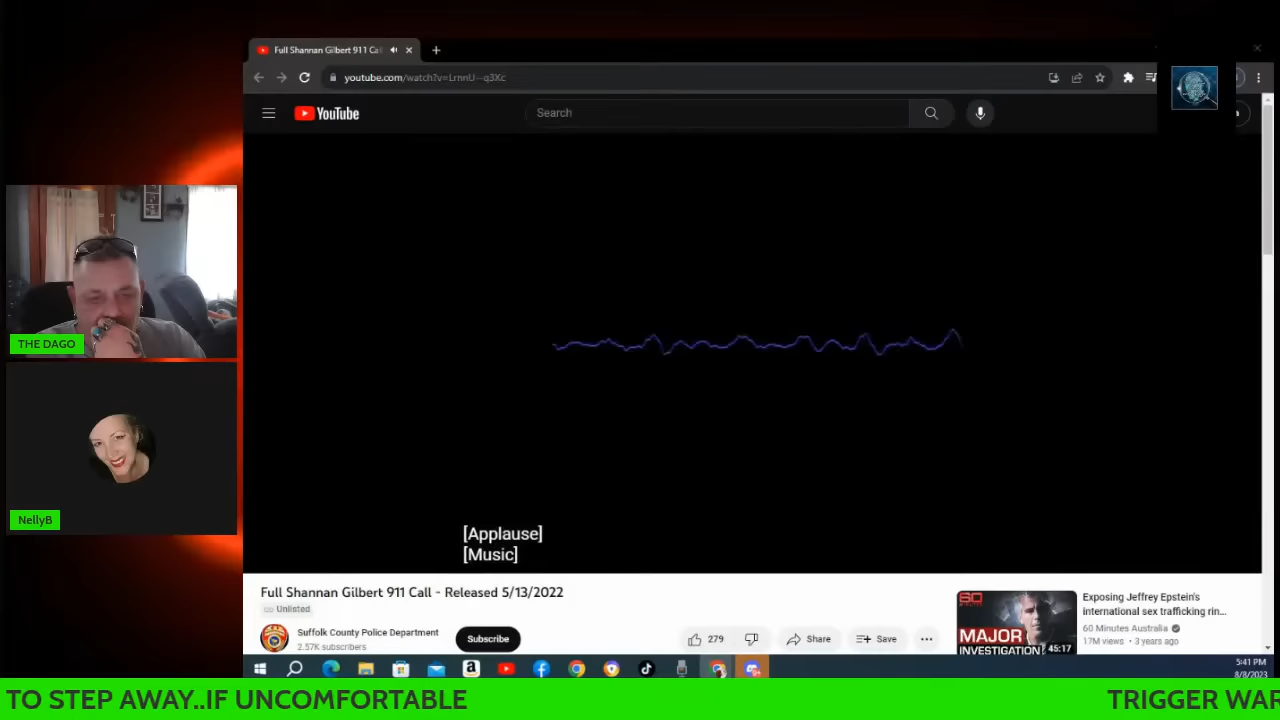 Full Shannan Gilbert 911 Ca
youtube.com/watch?v=LrnnU--q3Xc
YouTube
Search
THE DAGO
NellyB
[Applause]
[Music]
Full Shannan Gilbert 911 Call - Released 5/13/2022
Unlisted
Suffolk County Police Department
2.57K subscribers
Subscribe
279
Share
Save
60
MAJOR
INVESTIGATION
45:17
Exposing Jeffrey Epstein's
international sex trafficking rin...
60 Minutes Australia
17M views • 3 years ago
5:41 PM
8/8/2023
TO STEP AWAY..IF UNCOMFORTABLE
TRIGGER WAR